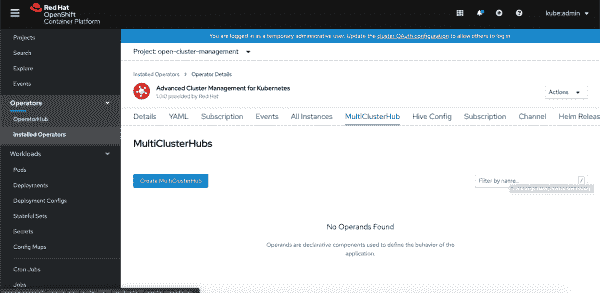 Red Hat
OpenShift
Container Platform
kube:admin
You are logged in as a temporary administrative user. Update the cluster OAuth configuration to allow others to log in.
Projects
Search
Explore
Events
Operators
OperatorHub
Installed Operators
Workloads
Pods
Deployments
Deployment Configs
Stateful Sets
Secrets
Config Maps
Cron Jobs
Jobs
Project: open-cluster-management
Installed Operators > Operator Details
Advanced Cluster Management for Kubernetes
provided by Red Hat
Actions
Details YAML Subscription Events All Instances MultiClusterHub Hive Config Subscription Channel Helm Release
MultiClusterHubs
Create MultiClusterHub
Filter by name...
/
No Operands Found
Operands are declarative components used to define the behavior of the
application.